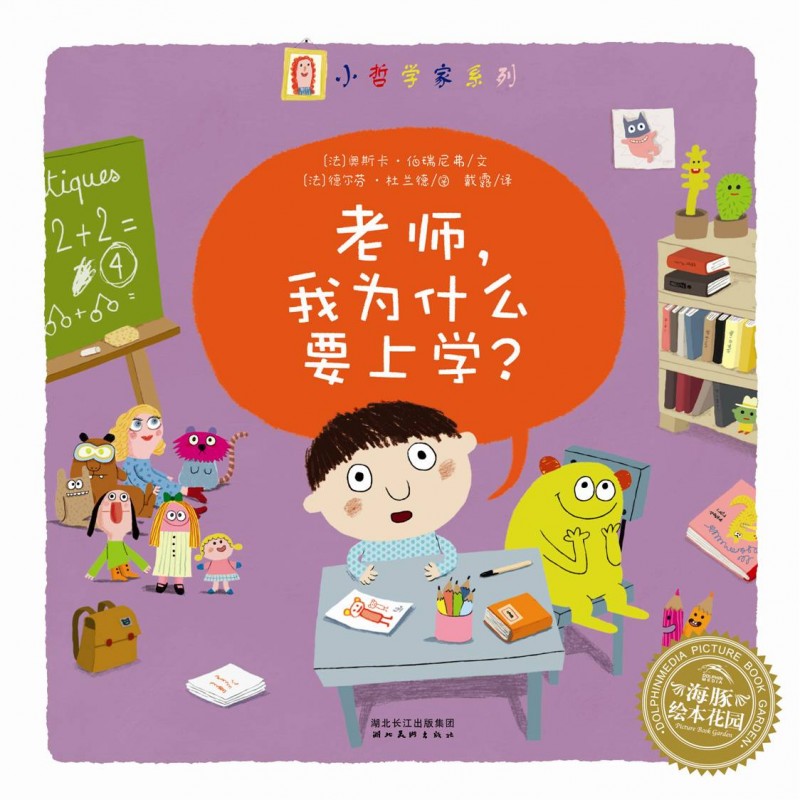 小哲学家系列
[法]奥斯卡·伯瑞尼弗/文
[法]德尔芬·杜兰德/图 戴露/译
老师,
我为什么
要上学?
tiques
2+2=
4
湖北长江出版集团
湖北美术出版社
DOLPHINMEDIA PICTURE BOOK GARDEN
海豚
绘本花园
Picture Book Garden